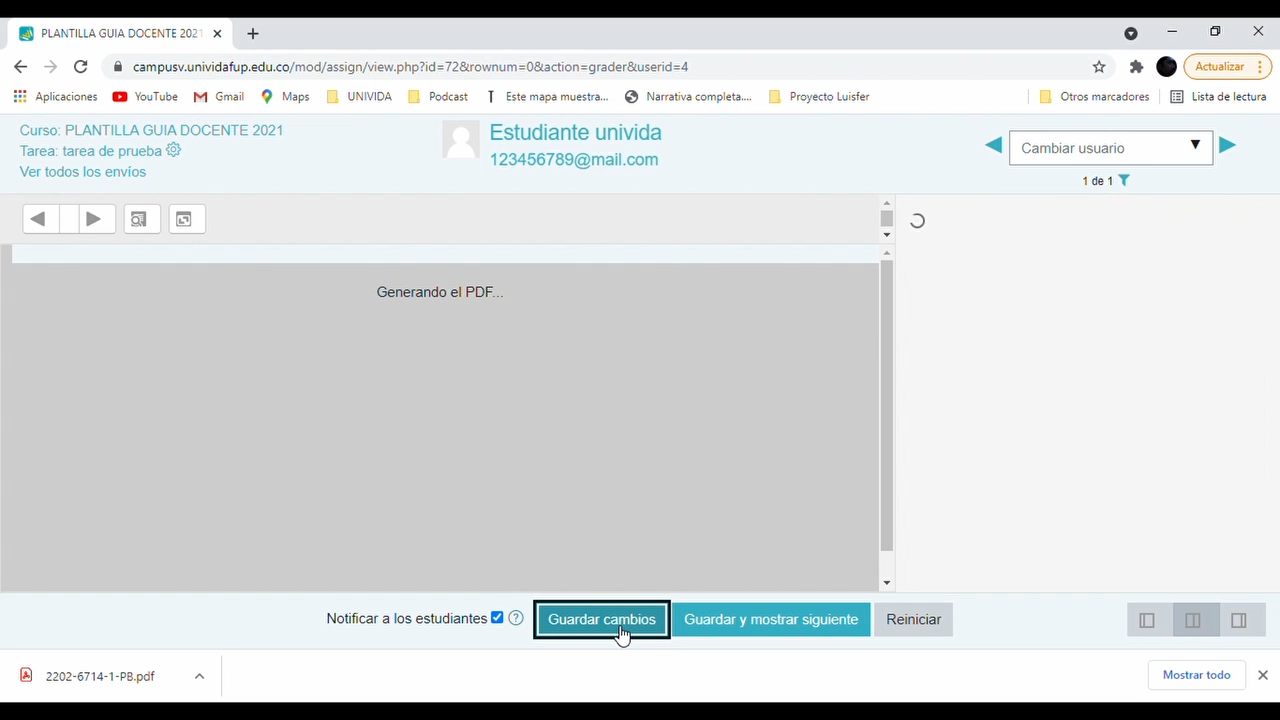 PLANTILLA GUIA DOCENTE 2021
campusv.unividafup.edu.co/mod/assign/view.php?id=72&rownum=0&action=grader&userid=4
Actualizar
Aplicaciones YouTube Gmail Maps UNIVIDA Podcast Este mapa muestra... Narrativa completa.... Proyecto Luisfer Otros marcadores Lista de lectura
Curso: PLANTILLA GUIA DOCENTE 2021
Tarea: tarea de prueba
Ver todos los envíos
Estudiante univida
123456789@mail.com
Cambiar usuario
1 de 1
Generando el PDF...
Notificar a los estudiantes
Guardar cambios
Guardar y mostrar siguiente
Reiniciar
2202-6714-1-PB.pdf
Mostrar todo